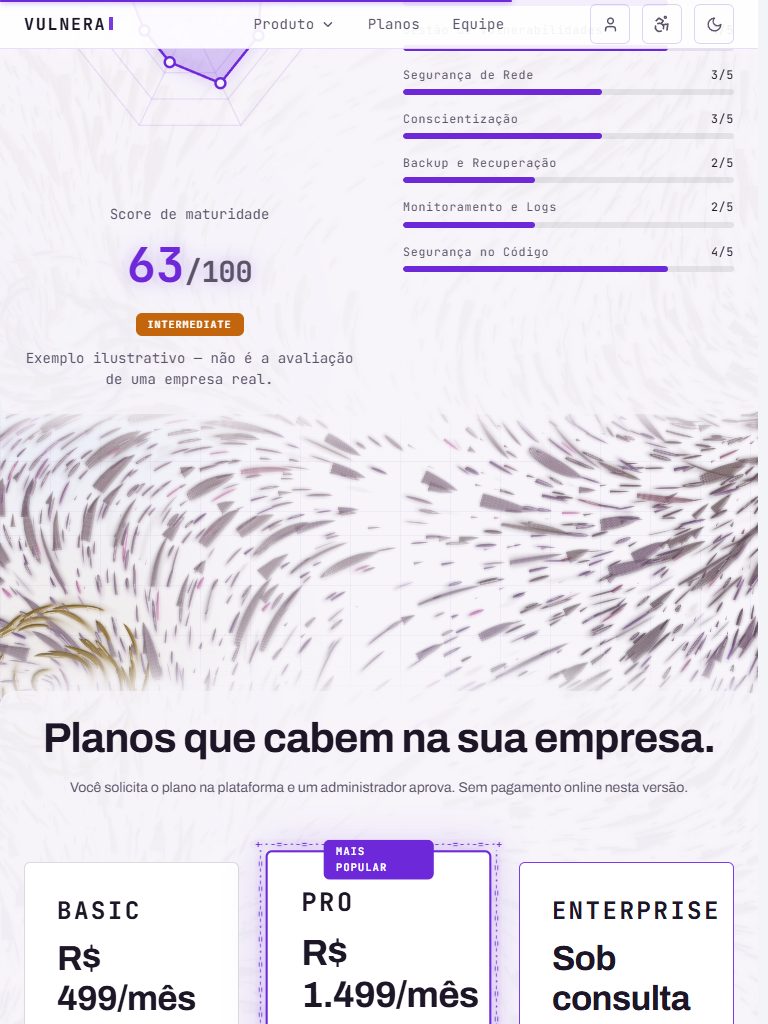 VULNERA
Produto
Planos
Equipe
Segurança de Rede 3/5
Conscientização 3/5
Backup e Recuperação 2/5
Monitoramento e Logs 2/5
Segurança no Código 4/5
Score de maturidade
63/100
INTERMEDIATE
Exemplo ilustrativo — não é a avaliação
de uma empresa real.
Planos que cabem na sua empresa.
Você solicita o plano na plataforma e um administrador aprova. Sem pagamento online nesta versão.
BASIC
R$
499/mês
MAIS
POPULAR
PRO
R$
1.499/mês
ENTERPRISE
Sob
consulta